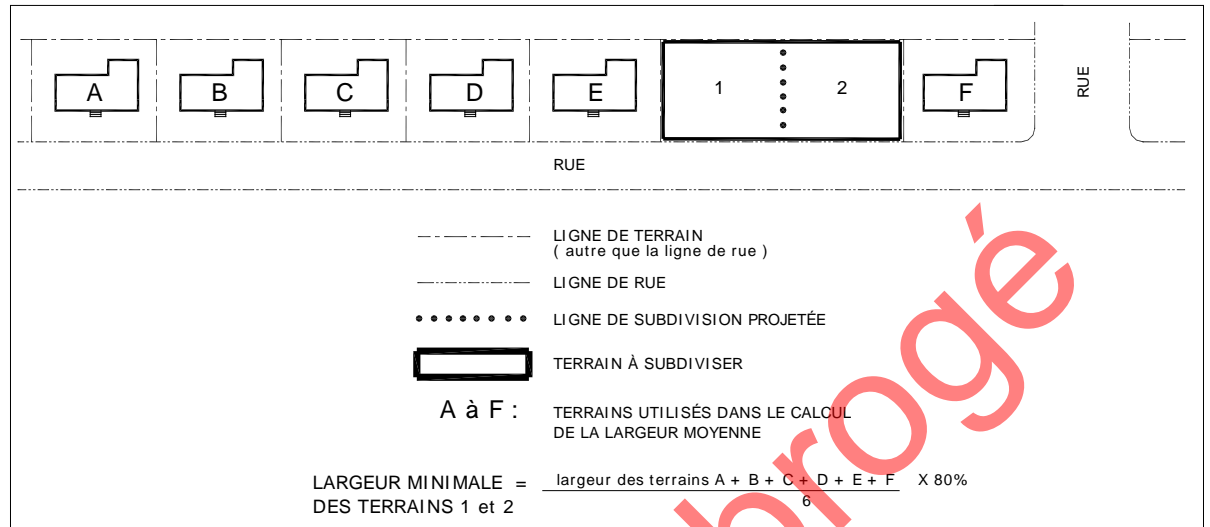 A B C D E 1 2 F RUE
RUE
LIGNE DE TERRAIN
( autre que la ligne de rue )
LIGNE DE RUE
LIGNE DE SUBDIVISION PROJETÉE
TERRAIN À SUBDIVISER
A à F : TERRAINS UTILISÉS DANS LE CALCUL
DE LA LARGEUR MOYENNE
LARGEUR MINIMALE = largeur des terrains A + B + C + D + E + F X 80%
DES TERRAINS 1 et 2 6
brogé